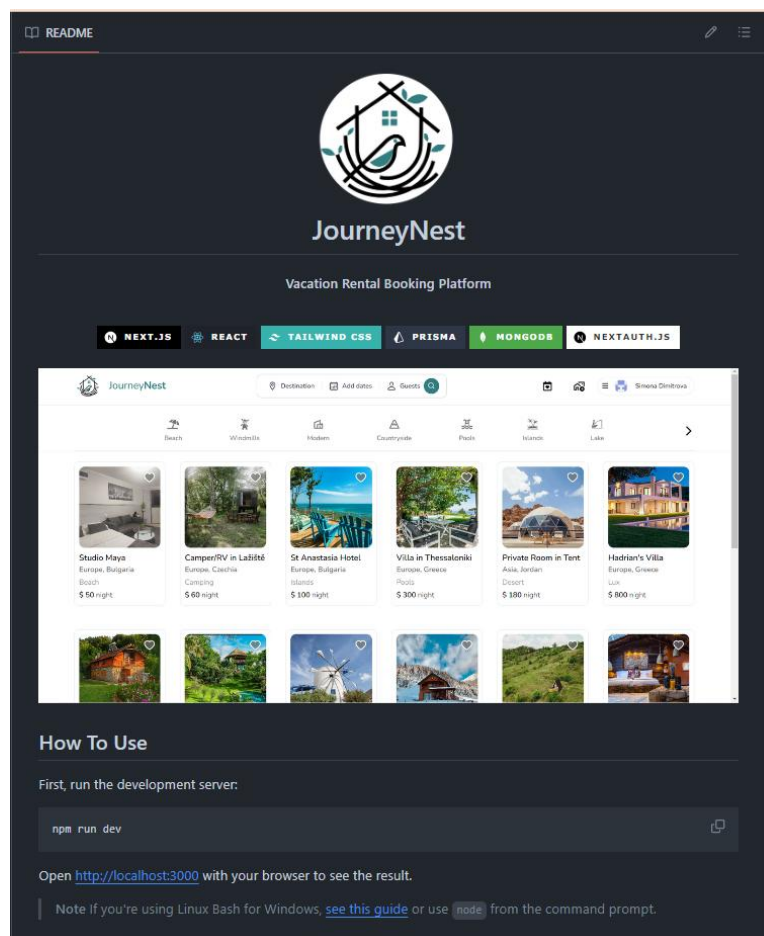 README
JourneyNest
Vacation Rental Booking Platform
NEXT.JS REACT TAILWIND CSS PRISMA MONGODB NEXTAUTH.JS
JourneyNest Destination Add dates Guests Simona Dimitrova
Beach Windmills Modern Countryside Pools Islands Lake
Studio Maya Camper/RV in Lažiště St Anastasia Hotel Villa in Thessaloniki Private Room in Tent Hadrian's Villa
Europe, Bulgaria Europe, Czechia Europe, Bulgaria Europe, Greece Asia, Jordan Europe, Greece
Beach Camping Islands Pools Desert Lux
$ 50 night $ 60 night $ 100 night $ 300 night $ 180 night $ 800 night
How To Use
First, run the development server:
npm run dev
Open http://localhost:3000 with your browser to see the result.
Note If you're using Linux Bash for Windows, see this guide or use node from the command prompt.